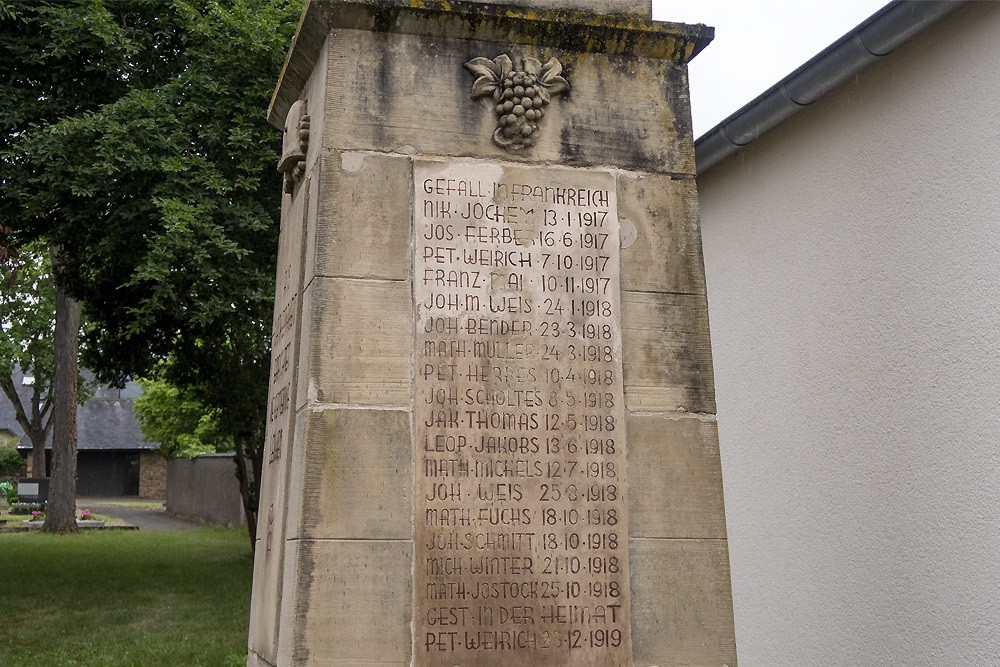 GEFALL·IN FRANKREICH
NIK·JOCHEM 13·1·1917
JOS·FERBER 16·6·1917
PET·WEIRICH 7·10·1917
FRANZ·MAI·10·11·1917
JOH·M·WEIS·24·1·1918
JOH·BENDER 23·3·1918
MATH·MÜLLER 24·3·1918
PET·HERRES 10·4·1918
JOH·SCHOLTES 8·5·1918
JAK·THOMAS 12·5·1918
LEOP·JAKOBS 13·6·1918
MATH·MICHELS 12·7·1918
JOH·WEIS 25·8·1918
MATH·FUCHS 18·10·1918
JOH·SCHMITT 18·10·1918
MICH·WINTER 21·10·1918
MATH·JOSTOCK 25·10·1918
GEST·IN DER HEIMAT
PET·WEIRICH 12·1919